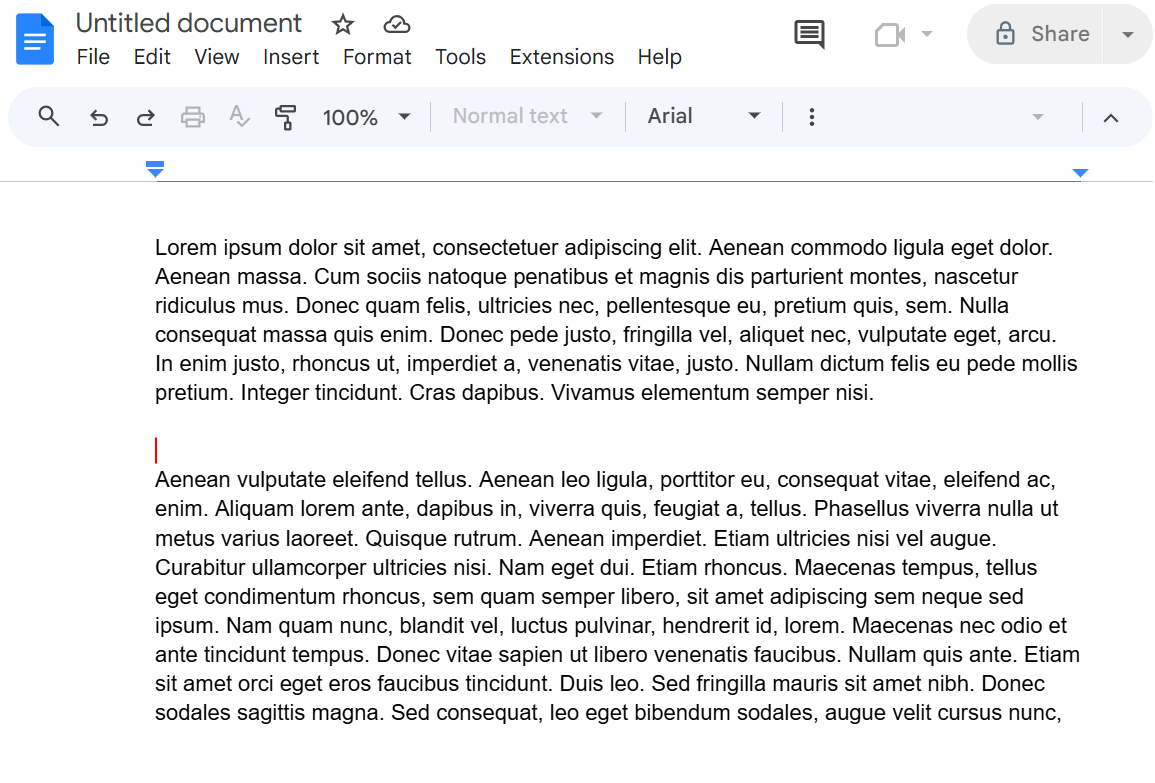 Untitled document
File Edit View Insert Format Tools Extensions Help
Share
100% Normal text Arial
Lorem ipsum dolor sit amet, consectetuer adipiscing elit. Aenean commodo ligula eget dolor.
Aenean massa. Cum sociis natoque penatibus et magnis dis parturient montes, nascetur
ridiculus mus. Donec quam felis, ultricies nec, pellentesque eu, pretium quis, sem. Nulla
consequat massa quis enim. Donec pede justo, fringilla vel, aliquet nec, vulputate eget, arcu.
In enim justo, rhoncus ut, imperdiet a, venenatis vitae, justo. Nullam dictum felis eu pede mollis
pretium. Integer tincidunt. Cras dapibus. Vivamus elementum semper nisi.
Aenean vulputate eleifend tellus. Aenean leo ligula, porttitor eu, consequat vitae, eleifend ac,
enim. Aliquam lorem ante, dapibus in, viverra quis, feugiat a, tellus. Phasellus viverra nulla ut
metus varius laoreet. Quisque rutrum. Aenean imperdiet. Etiam ultricies nisi vel augue.
Curabitur ullamcorper ultricies nisi. Nam eget dui. Etiam rhoncus. Maecenas tempus, tellus
eget condimentum rhoncus, sem quam semper libero, sit amet adipiscing sem neque sed
ipsum. Nam quam nunc, blandit vel, luctus pulvinar, hendrerit id, lorem. Maecenas nec odio et
ante tincidunt tempus. Donec vitae sapien ut libero venenatis faucibus. Nullam quis ante. Etiam
sit amet orci eget eros faucibus tincidunt. Duis leo. Sed fringilla mauris sit amet nibh. Donec
sodales sagittis magna. Sed consequat, leo eget bibendum sodales, augue velit cursus nunc,